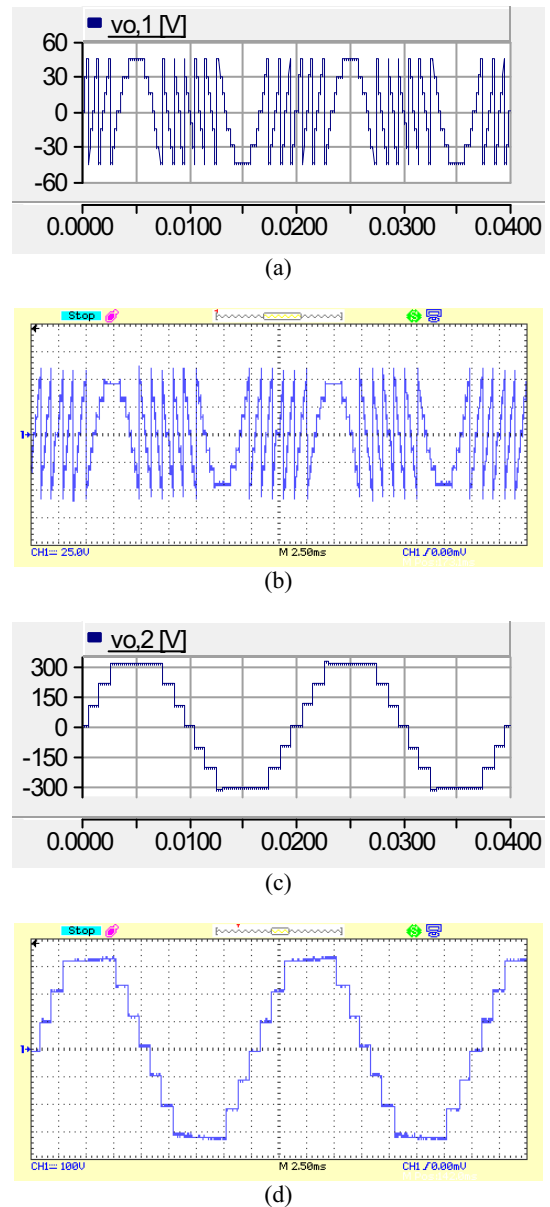 vo,1 [V]
60
30
0
-30
-60
0.0000 0.0100 0.0200 0.0300 0.0400
(a)
Stop
1
CH1 25.0V M 2.50ms CH1 /0.00mV
(b)
vo,2 [V]
300
150
0
-150
-300
0.0000 0.0100 0.0200 0.0300 0.0400
(c)
Stop
1
CH1 100V M 2.50ms CH1 /0.00mV
(d)